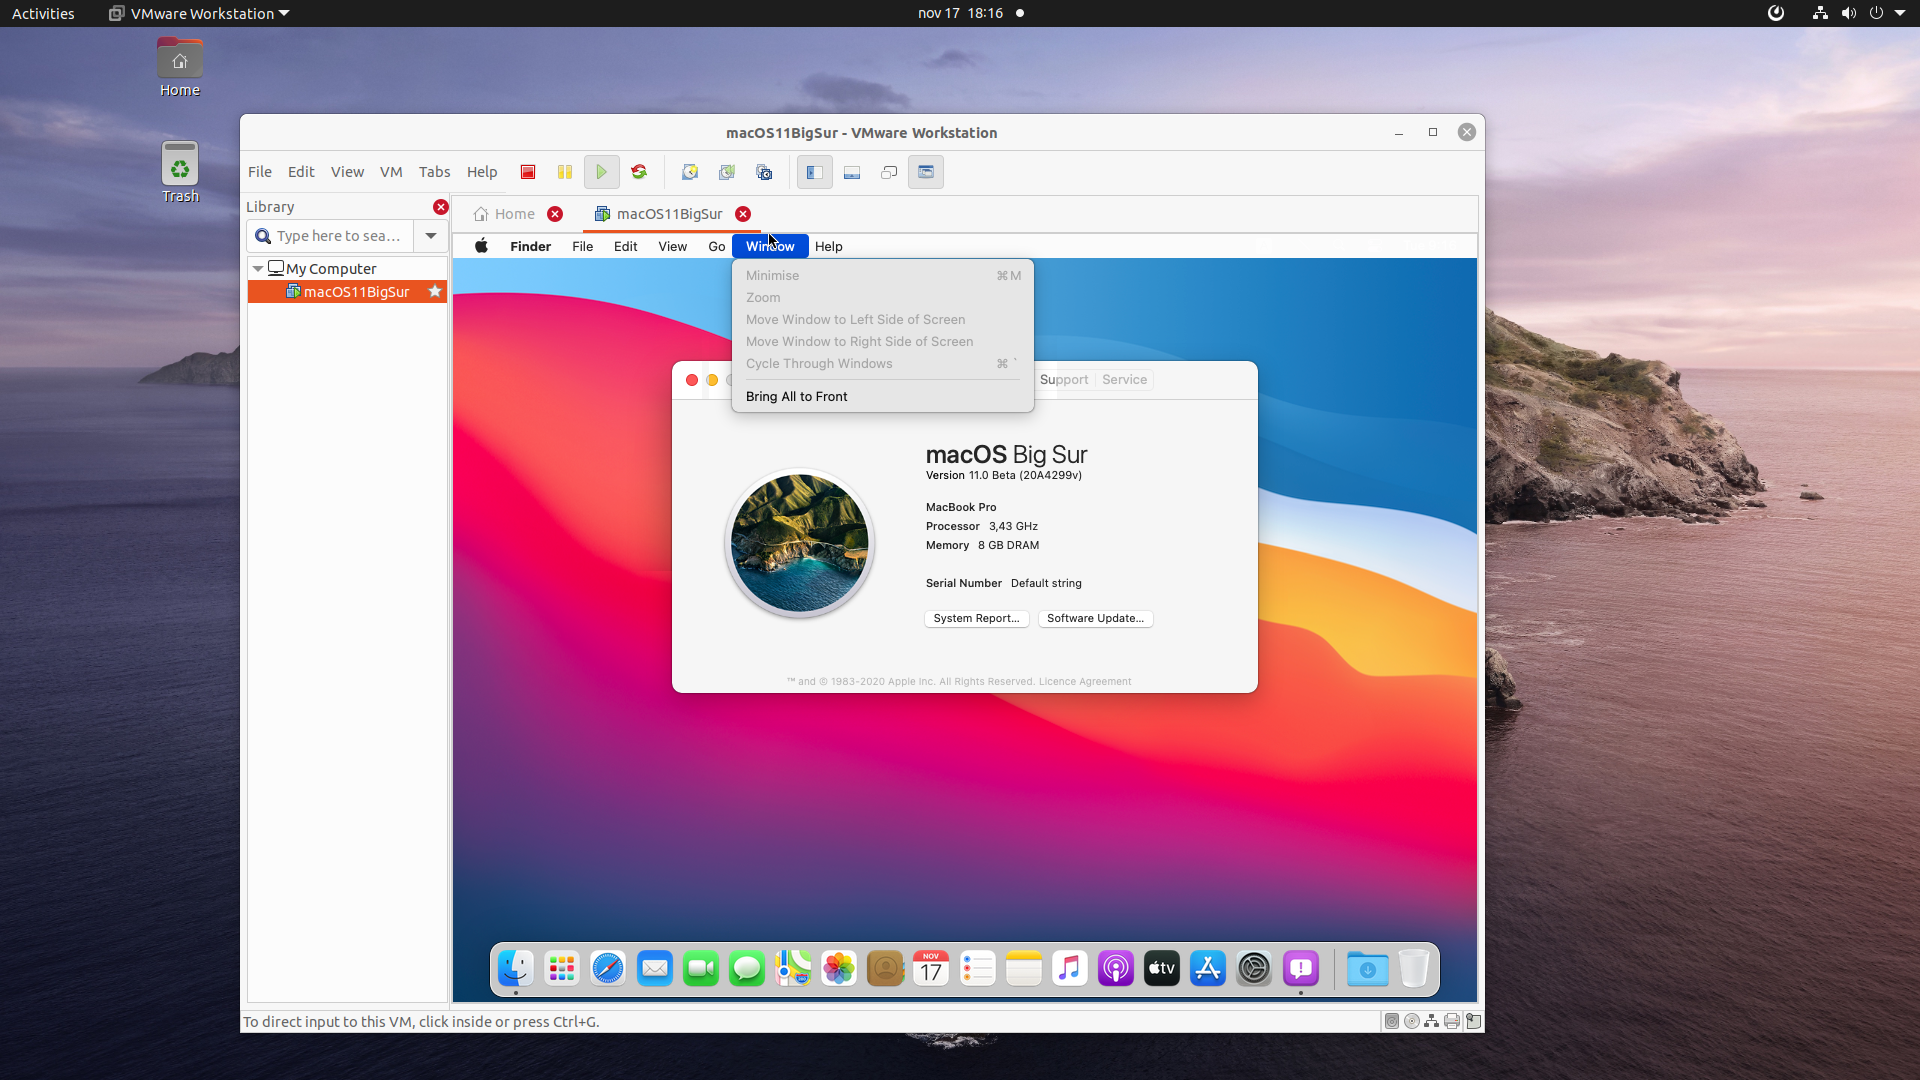 Activities VMware Workstation nov 17 18:16
Home
Trash
macOS11BigSur - VMware Workstation
File Edit View VM Tabs Help
Library
Type here to sea...
My Computer
macOS11BigSur
Home macOS11BigSur
Finder File Edit View Go Window Help
Minimise ⌘M
Zoom
Move Window to Left Side of Screen
Move Window to Right Side of Screen
Cycle Through Windows ⌘`
Bring All to Front
Support Service
macOS Big Sur
Version 11.0 Beta (20A4299v)
MacBook Pro
Processor 3,43 GHz
Memory 8 GB DRAM
Serial Number Default string
System Report... Software Update...
™ and © 1983-2020 Apple Inc. All Rights Reserved. Licence Agreement
NOV
17
tv
To direct input to this VM, click inside or press Ctrl+G.